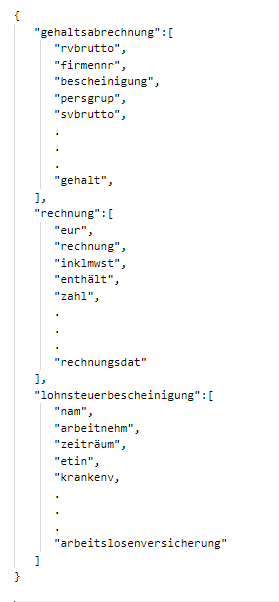 {
"gehaltsabrechnung":[
"rvbrutto",
"firmennr",
"bescheinigung",
"persgrup",
"svbrutto",
.
.
.
"gehalt",
],
"rechnung":[
"eur",
"rechnung",
"inklmwst",
"enthält",
"zahl",
.
.
.
"rechnungsdat"
],
"lohnsteuerbescheinigung":[
"nam",
"arbeitnehm",
"zeiträum",
"etin",
"krankenv,
.
.
.
"arbeitslosenversicherung"
]
}